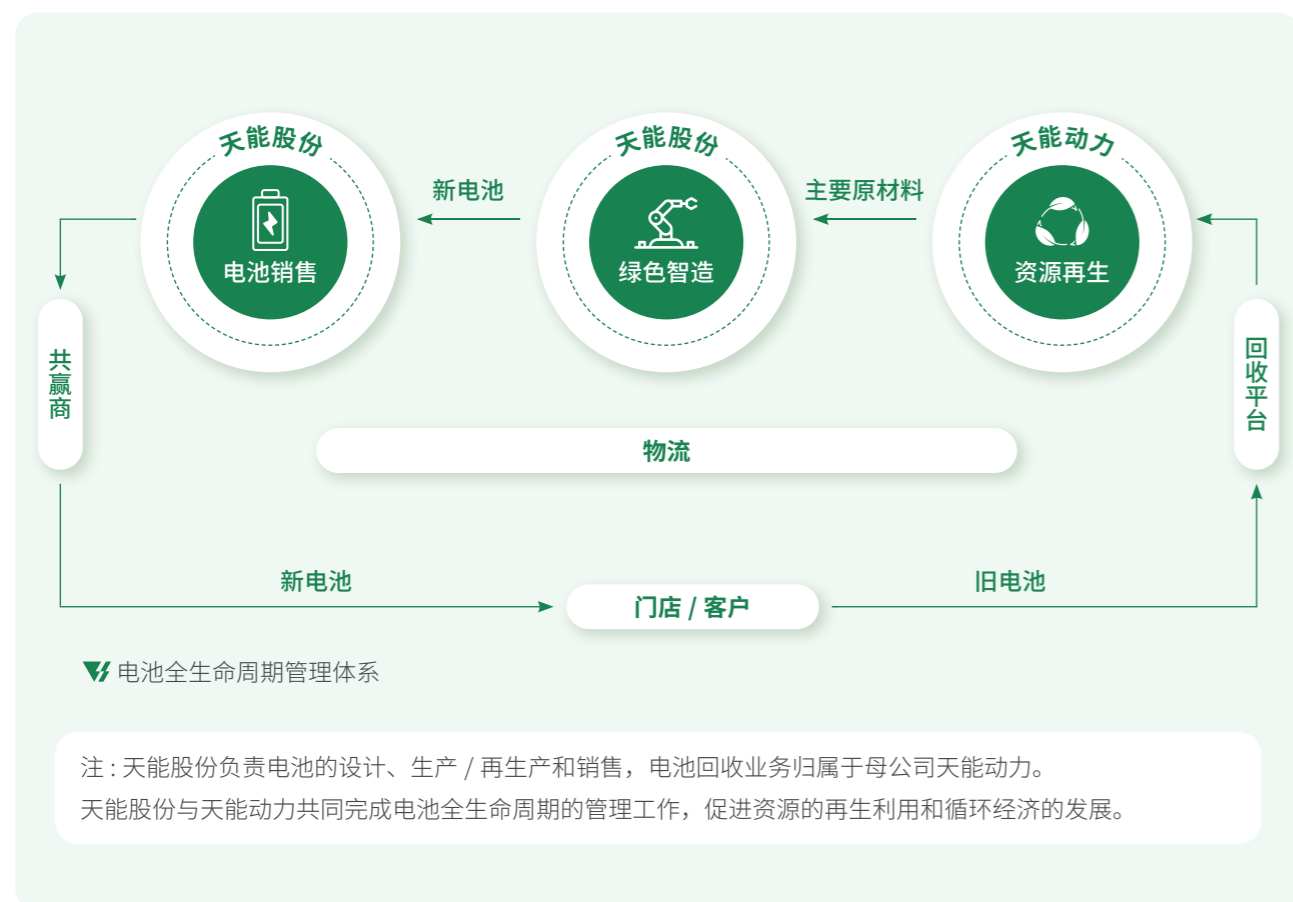 天能股份
天能股份
天能动力
新电池
主要原材料
电池销售
绿色智造
资源再生
共赢商
回收平台
物流
新电池
旧电池
门店 / 客户
电池全生命周期管理体系
注 : 天能股份负责电池的设计、生产 / 再生产和销售，电池回收业务归属于母公司天能动力。
天能股份与天能动力共同完成电池全生命周期的管理工作，促进资源的再生利用和循环经济的发展。